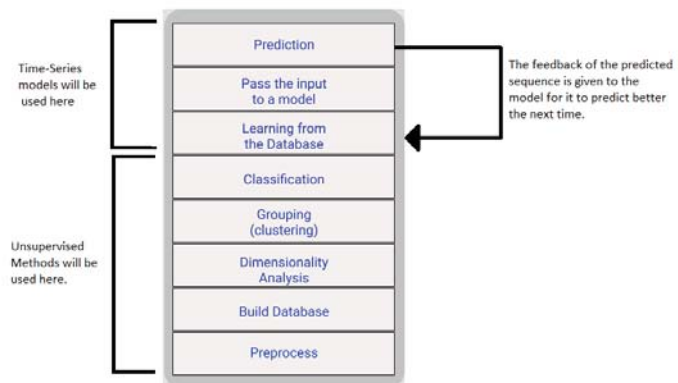 Time-Series
models will be
used here
Unsupervised
Methods will be
used here.
Prediction
Pass the input
to a model
Learning from
the Database
Classification
Grouping
(clustering)
Dimensionality
Analysis
Build Database
Preprocess
The feedback of the predicted
sequence is given to the
model for it to predict better
the next time.